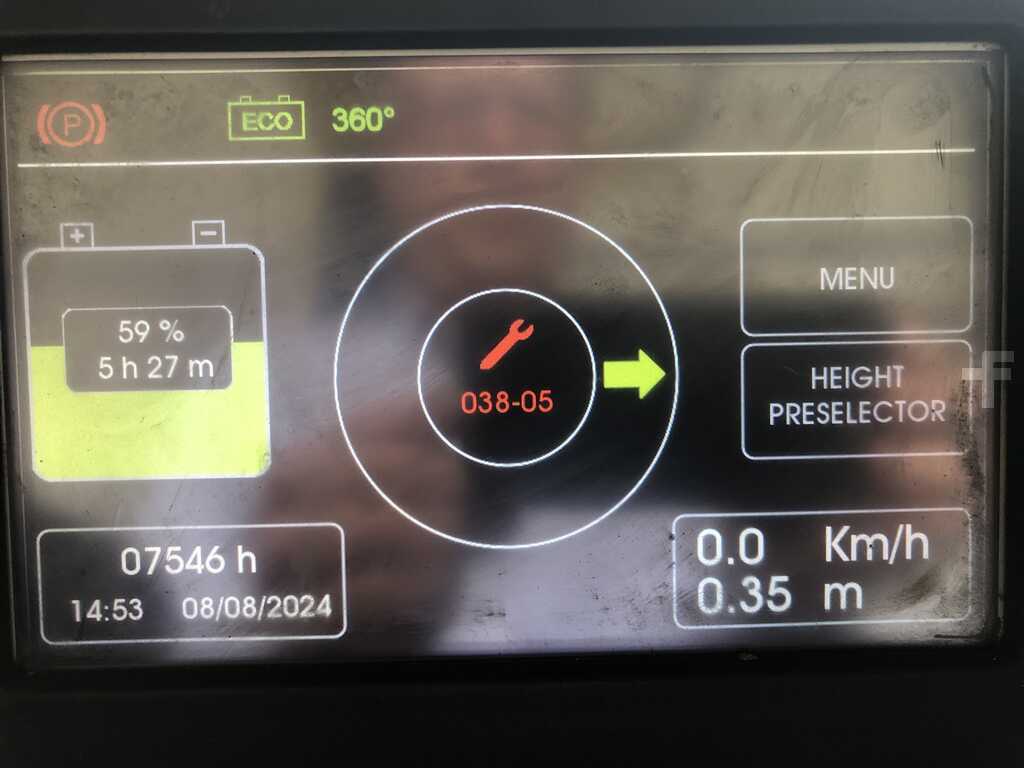 P
ECO 360°
+ -
59 %
5 h 27 m
038-05
MENU
HEIGHT
PRESELECTOR
07546 h
14:53 08/08/2024
0.0 Km/h
0.35 m
F